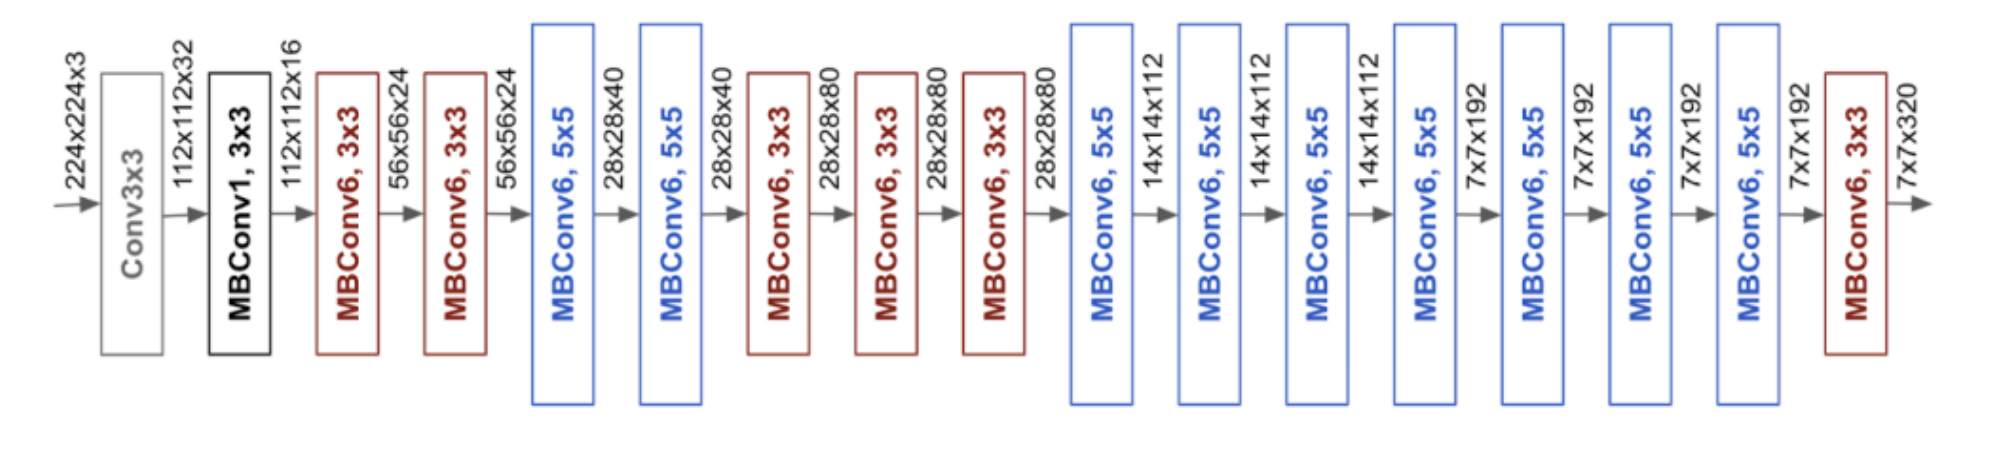 224x224x3
Conv3x3
112x112x32
MBConv1, 3x3
112x112x16
MBConv6, 3x3
56x56x24
MBConv6, 3x3
56x56x24
MBConv6, 5x5
28x28x40
MBConv6, 5x5
28x28x40
MBConv6, 3x3
28x28x80
MBConv6, 3x3
28x28x80
MBConv6, 3x3
28x28x80
MBConv6, 5x5
14x14x112
MBConv6, 5x5
14x14x112
MBConv6, 5x5
14x14x112
MBConv6, 5x5
7x7x192
MBConv6, 5x5
7x7x192
MBConv6, 5x5
7x7x192
MBConv6, 5x5
7x7x192
MBConv6, 3x3
7x7x320